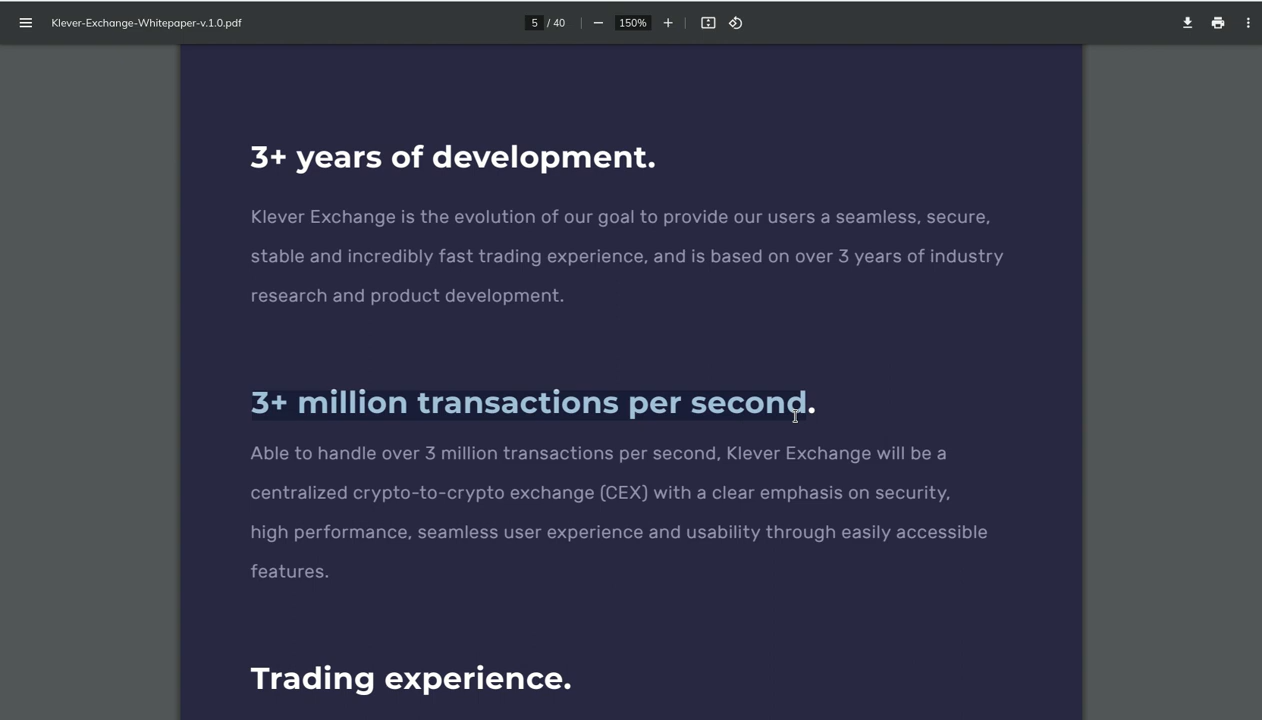 Klever-Exchange-Whitepaper-v.1.0.pdf
5 / 40
150%
3+ years of development.
Klever Exchange is the evolution of our goal to provide our users a seamless, secure,
stable and incredibly fast trading experience, and is based on over 3 years of industry
research and product development.
3+ million transactions per second.
Able to handle over 3 million transactions per second, Klever Exchange will be a
centralized crypto-to-crypto exchange (CEX) with a clear emphasis on security,
high performance, seamless user experience and usability through easily accessible
features.
Trading experience.